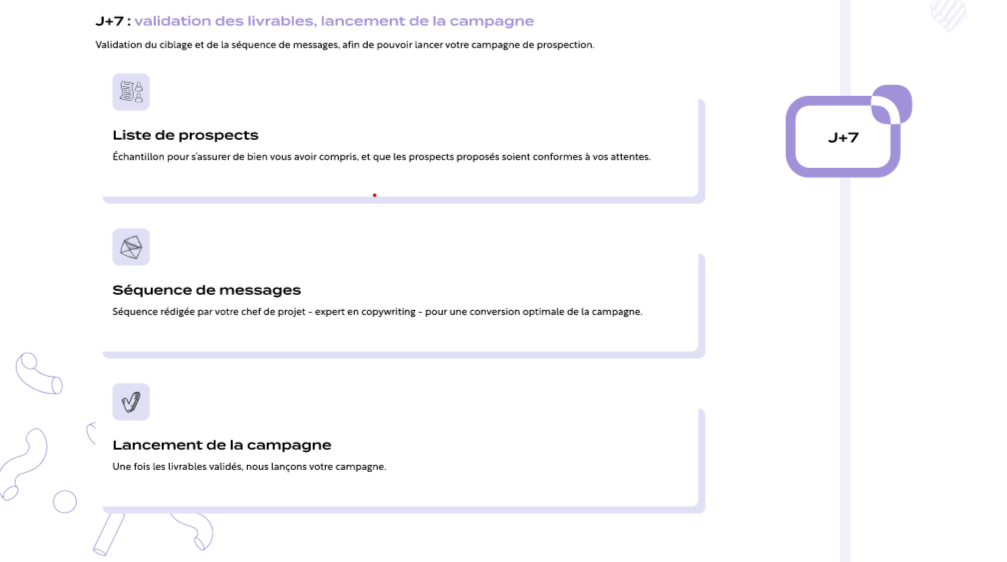 J+7 : validation des livrables, lancement de la campagne
Validation du ciblage et de la séquence de messages, afin de pouvoir lancer votre campagne de prospection.
Liste de prospects
Échantillon pour s'assurer de bien vous avoir compris, et que les prospects proposés soient conformes à vos attentes.
J+7
Séquence de messages
Séquence rédigée par votre chef de projet - expert en copywriting - pour une conversion optimale de la campagne.
Lancement de la campagne
Une fois les livrables validés, nous lançons votre campagne.